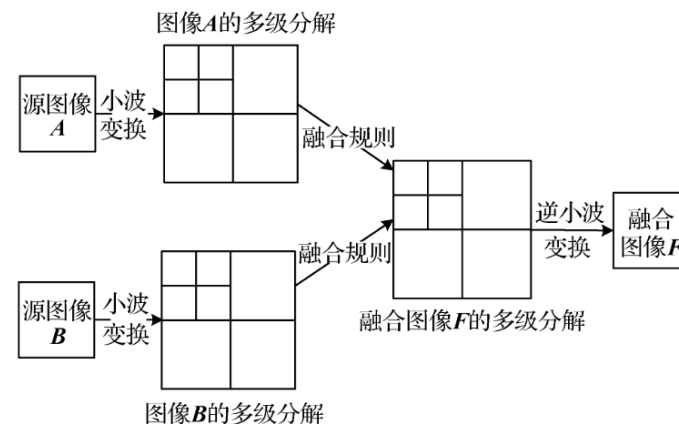 图像A的多级分解
源图像
A
小波
变换
融合规则
融合规则
逆小波
变换
融合
图像F
源图像
B
小波
变换
融合图像F的多级分解
图像B的多级分解